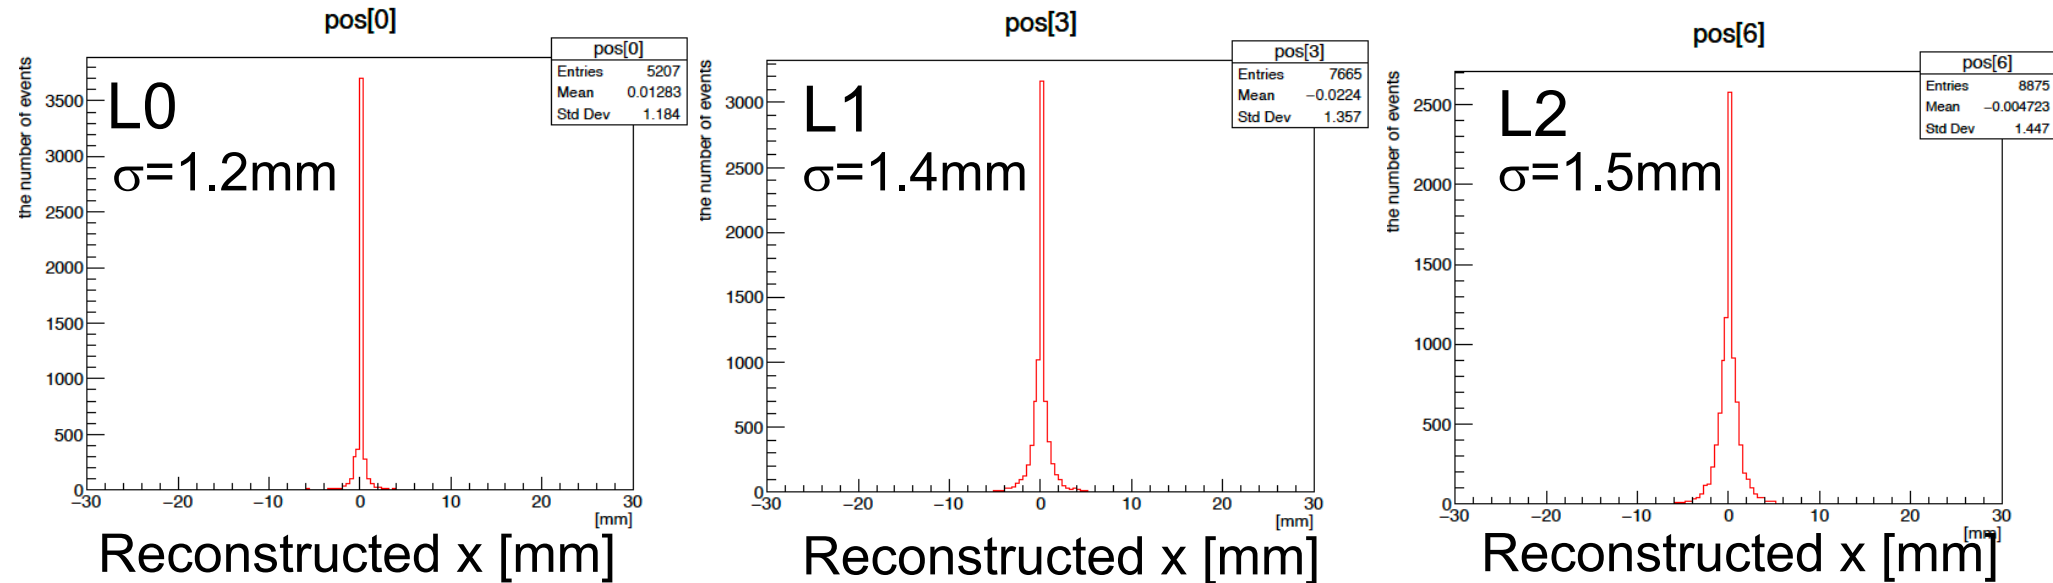 pos[0]
pos[0]
Entries 5207
Mean 0.01283
Std Dev 1.184
L0
σ=1.2mm
the number of events
3500
3000
2500
2000
1500
1000
500
0
−30 −20 −10 0 10 20 30
[mm]
Reconstructed x [mm]
pos[3]
pos[3]
Entries 7665
Mean −0.0224
Std Dev 1.357
L1
σ=1.4mm
the number of events
3000
2500
2000
1500
1000
500
0
−30 −20 −10 0 10 20 30
[mm]
Reconstructed x [mm]
pos[6]
pos[6]
Entries 8875
Mean −0.004723
Std Dev 1.447
L2
σ=1.5mm
the number of events
2500
2000
1500
1000
500
0
−30 −20 −10 0 10 20 30
[mm]
Reconstructed x [mm]